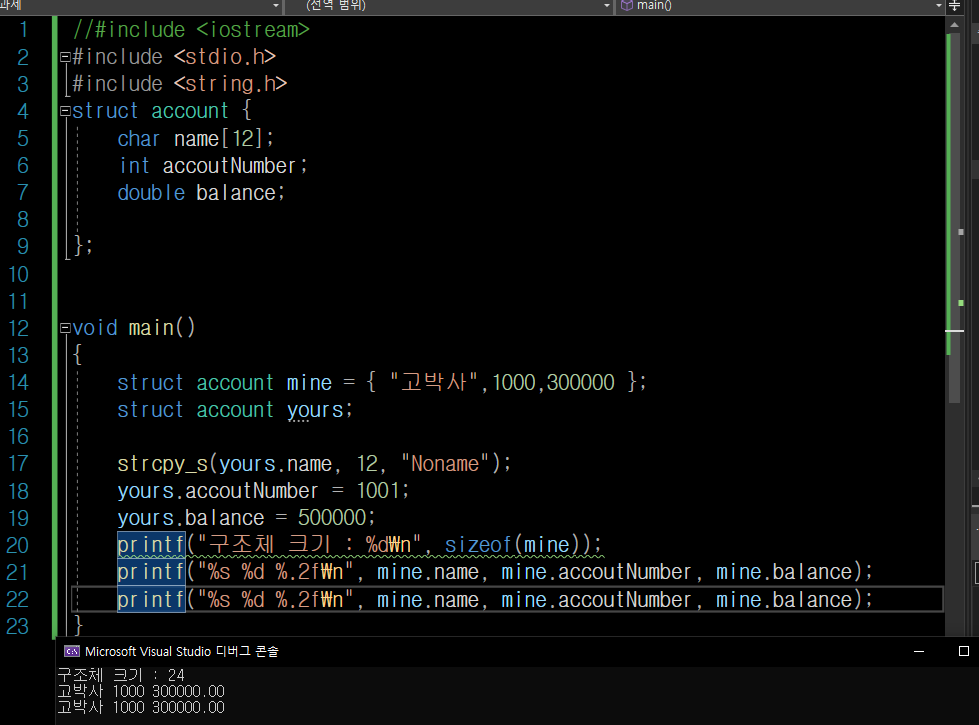 과제 (전역 범위) main()
1 //#include <iostream>
2 #include <stdio.h>
3 #include <string.h>
4 struct account {
5 char name[12];
6 int accoutNumber;
7 double balance;
8
9 };
10
11
12 void main()
13 {
14 struct account mine = { "고박사",1000,300000 };
15 struct account yours;
16
17 strcpy_s(yours.name, 12, "Noname");
18 yours.accoutNumber = 1001;
19 yours.balance = 500000;
20 printf("구조체 크기 : %d₩n", sizeof(mine));
21 printf("%s %d %.2f₩n", mine.name, mine.accoutNumber, mine.balance);
22 printf("%s %d %.2f₩n", mine.name, mine.accoutNumber, mine.balance);
23 }
Microsoft Visual Studio 디버그 콘솔
구조체 크기 : 24
고박사 1000 300000.00
고박사 1000 300000.00